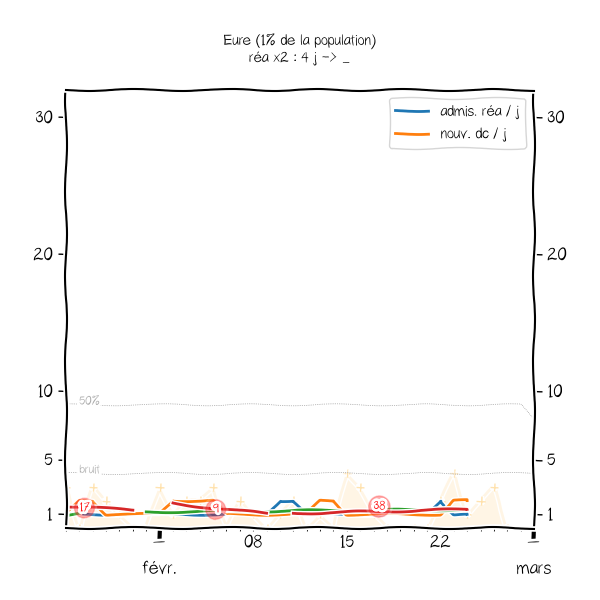 Eure (1% de la population)
réa x2 : 4 j -> _
admis. réa / j
nouv. dc / j
30
30
20
20
10
10
50%
5
5
bruit
17
9
38
1
1
08
15
22
févr.
mars